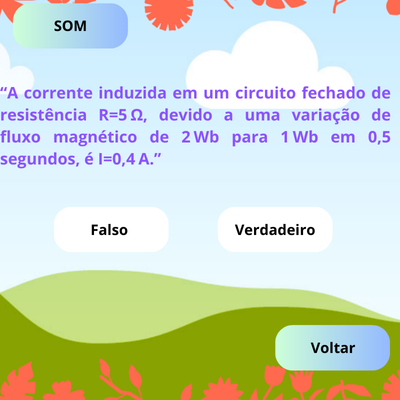 SOM
“A corrente induzida em um circuito fechado de
resistência R=5 Ω, devido a uma variação de
fluxo magnético de 2 Wb para 1 Wb em 0,5
segundos, é I=0,4 A.”
Falso
Verdadeiro
Voltar